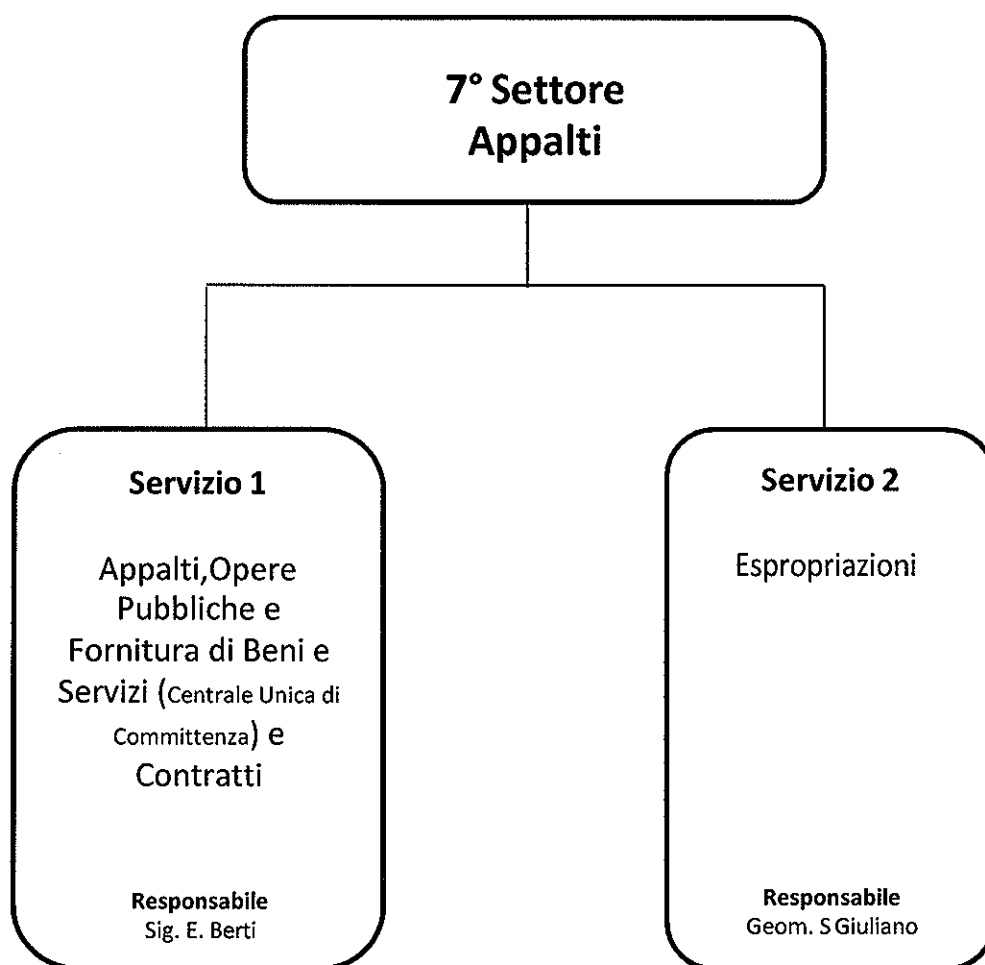 7° Settore
Appalti
Servizio 1
Appalti,Opere
Pubbliche e
Fornitura di Beni e
Servizi (Centrale Unica di
Committenza) e
Contratti
Responsabile
Sig. E. Berti
Servizio 2
Espropriazioni
Responsabile
Geom. S Giuliano